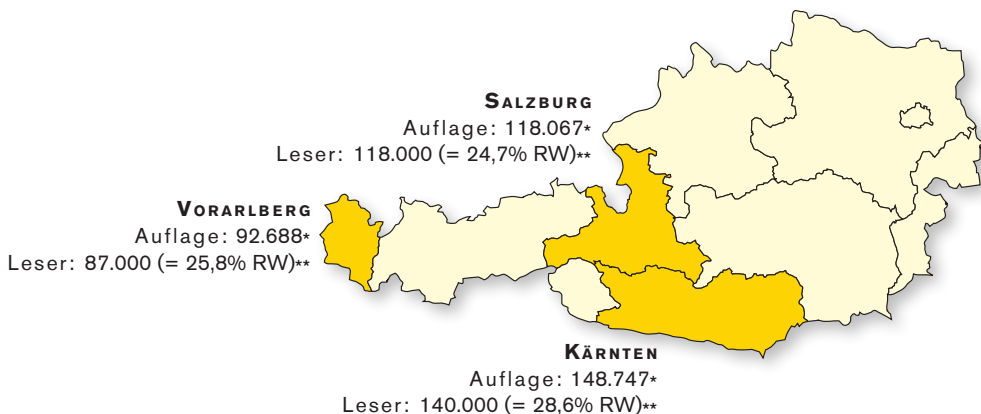 SALZBURG
Auflage: 118.067*
Leser: 118.000 (= 24,7% RW)**
VORARLBERG
Auflage: 92.688*
Leser: 87.000 (= 25,8% RW)**
KÄRNTEN
Auflage: 148.747*
Leser: 140.000 (= 28,6% RW)**